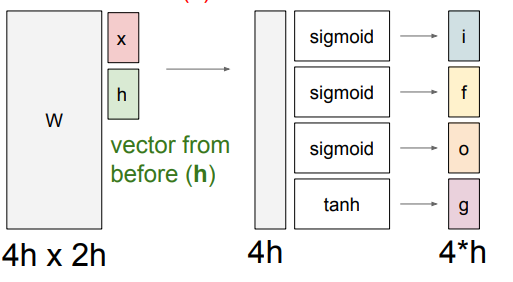 W
x
h
vector from
before (h)
4h x 2h
4h
sigmoid
sigmoid
sigmoid
tanh
i
f
o
g
4*h